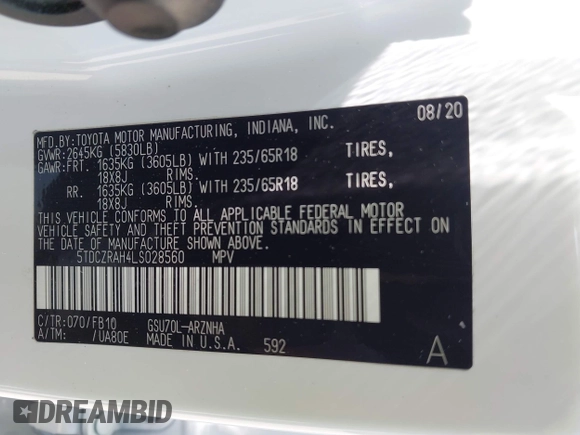 08/20
MFD.BY:TOYOTA MOTOR MANUFACTURING, INDIANA, INC.
GVWR:2645KG (5830LB)
GAWR:FRT. 1635KG (3605LB) WITH 235/65R18 TIRES,
18X8J RIMS.
RR. 1635KG (3605LB) WITH 235/65R18 TIRES,
18X8J RIMS.
THIS VEHICLE CONFORMS TO ALL APPLICABLE FEDERAL MOTOR
VEHICLE SAFETY AND THEFT PREVENTION STANDARDS IN EFFECT ON
THE DATE OF MANUFACTURE SHOWN ABOVE.
5TDCZRAH4LS028560 MPV
C/TR:070/FB10 GSU70L-ARZNHA
A/TM: /UA80E MADE IN U.S.A. 592
A
DREAMBID